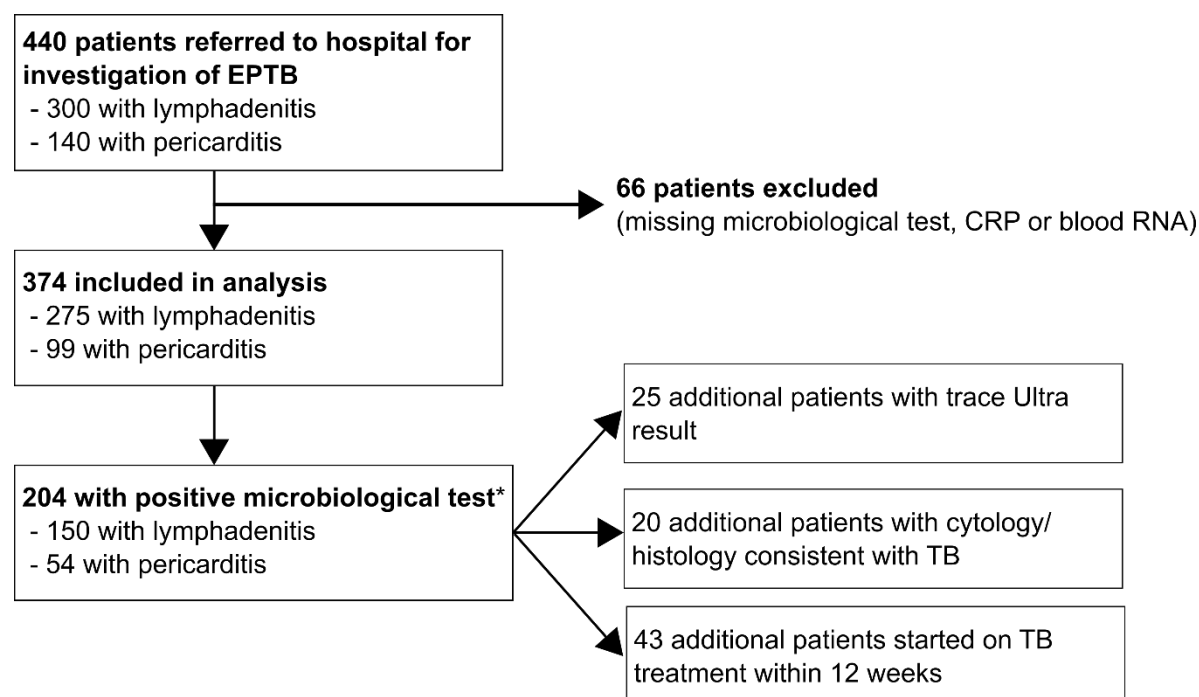 440 patients referred to hospital for
investigation of EPTB
- 300 with lymphadenitis
- 140 with pericarditis
66 patients excluded
(missing microbiological test, CRP or blood RNA)
374 included in analysis
- 275 with lymphadenitis
- 99 with pericarditis
204 with positive microbiological test*
- 150 with lymphadenitis
- 54 with pericarditis
25 additional patients with trace Ultra
result
20 additional patients with cytology/
histology consistent with TB
43 additional patients started on TB
treatment within 12 weeks